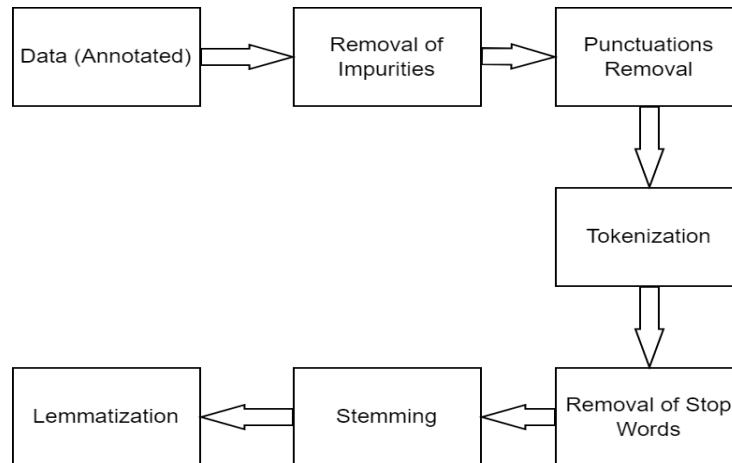 Data (Annotated)
Removal of
Impurities
Punctuations
Removal
Tokenization
Removal of Stop
Words
Stemming
Lemmatization